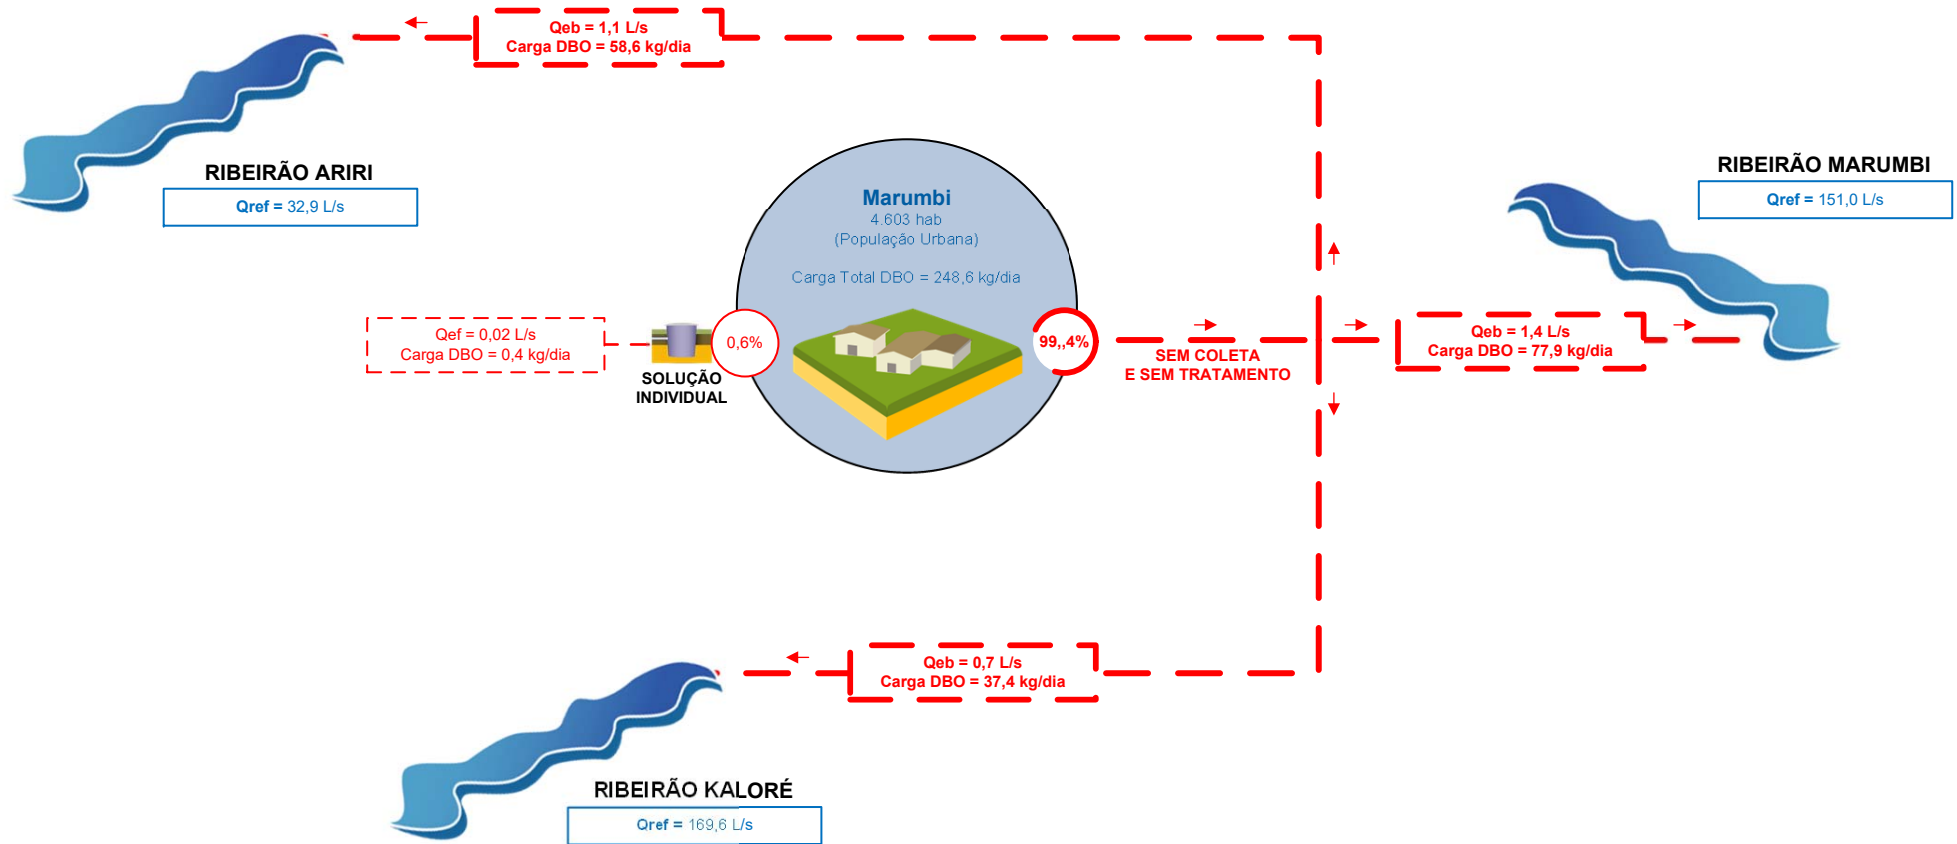 Qeb = 1,1 L/s
Carga DBO = 58,6 kg/dia
RIBEIRÃO ARIRI
Qref = 32,9 L/s
Marumbi
4.603 hab
(População Urbana)
Carga Total DBO = 248,6 kg/dia
RIBEIRÃO MARUMBI
Qref = 151,0 L/s
Qef = 0,02 L/s
Carga DBO = 0,4 kg/dia
SOLUÇÃO
INDIVIDUAL
0,6%
99,,4%
SEM COLETA
E SEM TRATAMENTO
Qeb = 1,4 L/s
Carga DBO = 77,9 kg/dia
Qeb = 0,7 L/s
Carga DBO = 37,4 kg/dia
RIBEIRÃO KALORÉ
Qref = 169,6 L/s